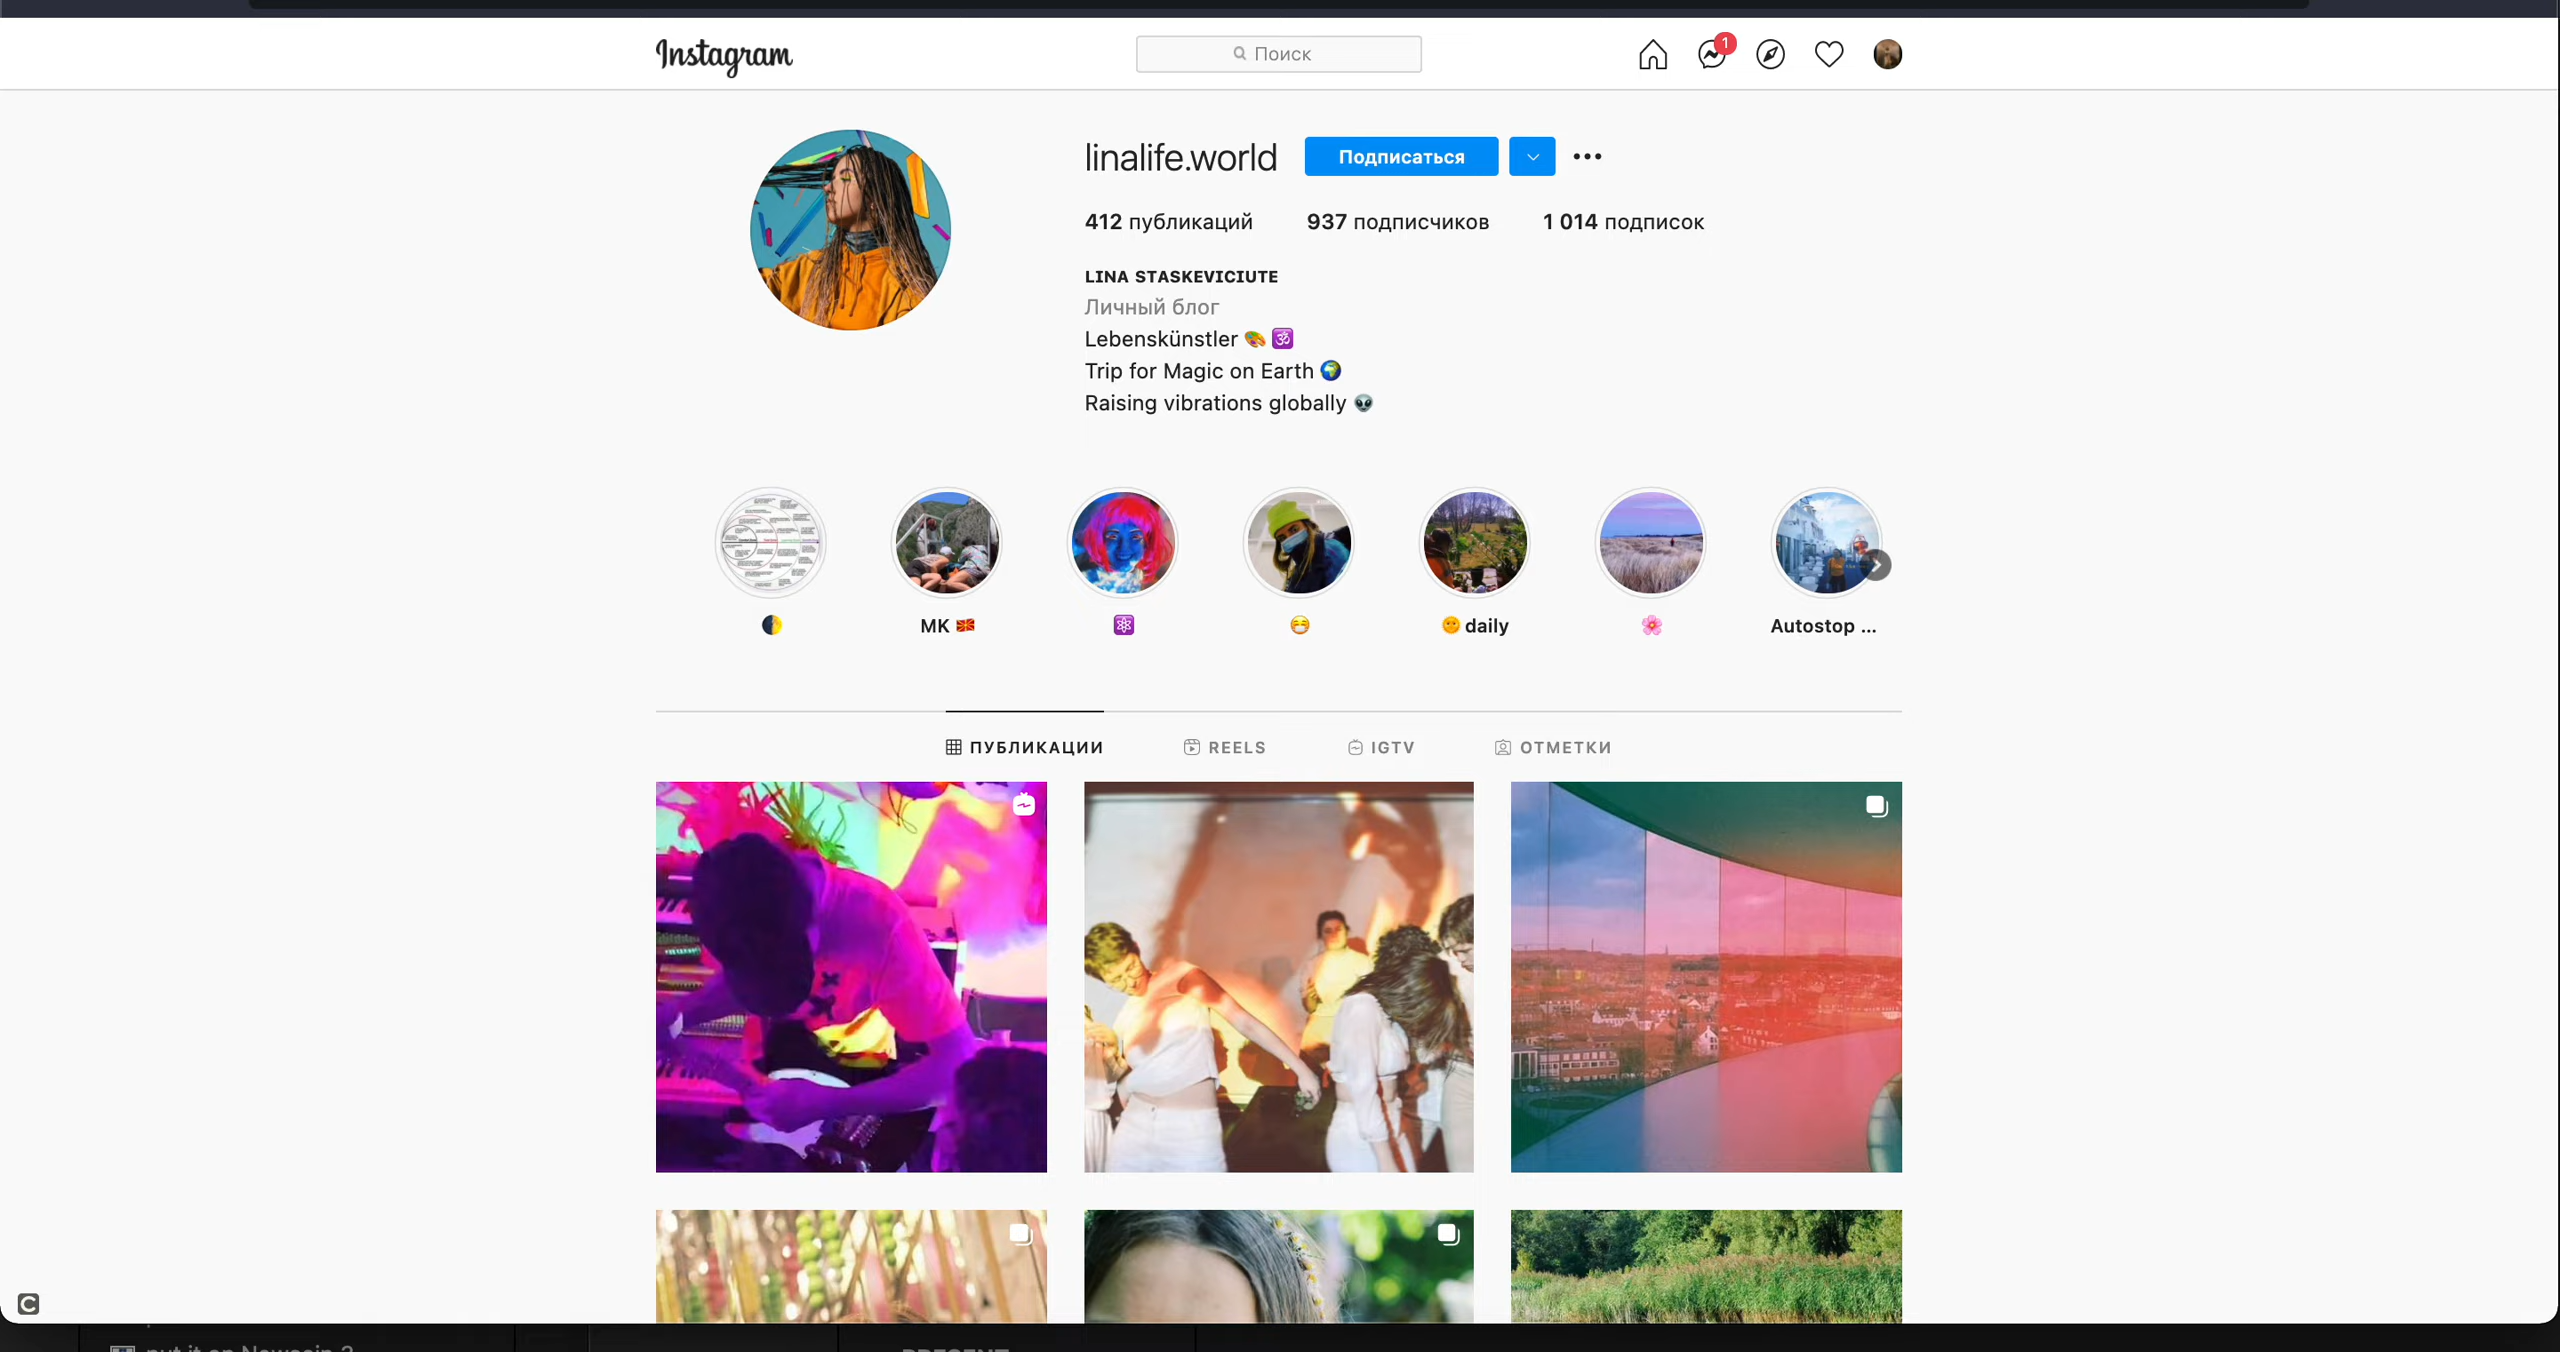 Instagram
Поиск
1
linalife.world
Подписаться
412 публикаций 937 подписчиков 1 014 подписок
LINA STASKEVICIUTE
Личный блог
Lebenskünstler 🎨 🕉
Trip for Magic on Earth 🌍
Raising vibrations globally 👽
🌓 MK 🇲🇰 ⚛ 😷 🌞 daily 🌸 Autostop ...
ПУБЛИКАЦИИ REELS IGTV ОТМЕТКИ